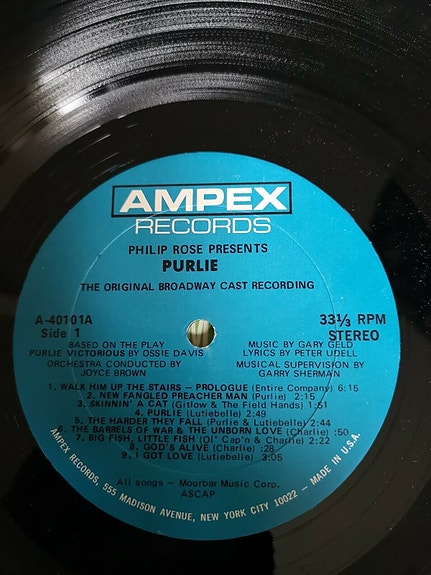 AMPEX
RECORDS
PHILIP ROSE PRESENTS
PURLIE
THE ORIGINAL BROADWAY CAST RECORDING
A-40101A
Side 1
33⅓ RPM
STEREO
BASED ON THE PLAY
PURLIE VICTORIOUS BY OSSIE DAVIS
ORCHESTRA CONDUCTED BY
JOYCE BROWN
MUSIC BY GARY GELD
LYRICS BY PETER UDELL
MUSICAL SUPERVISION BY
GARRY SHERMAN
1. WALK HIM UP THE STAIRS — PROLOGUE (Entire Company) 6:15
2. NEW FANGLED PREACHER MAN (Purlie) 2:15
3. SKINNIN' A CAT (Gitlow & The Field Hands) 1:51
4. PURLIE (Lutiebelle) 2:49
5. THE HARDER THEY FALL (Purlie & Lutiebelle) 2:44
6. THE BARRELS OF WAR & THE UNBORN LOVE (Charlie) :50
7. BIG FISH, LITTLE FISH (Ol' Cap'n & Charlie) 2:22
8. GOD'S ALIVE (Charlie) :28
9. I GOT LOVE (Lutiebelle) 3:05
All songs — Mourbar Music Corp.
ASCAP
AMPEX RECORDS, 555 MADISON AVENUE, NEW YORK CITY 10022 — MADE IN U.S.A.